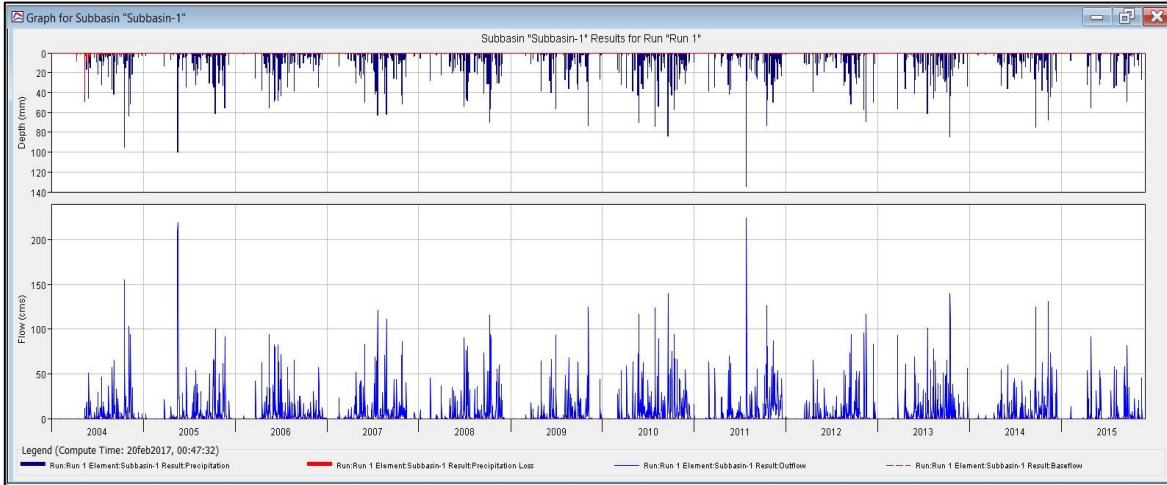 Graph for Subbasin "Subbasin-1"
Subbasin "Subbasin-1" Results for Run "Run 1"
0
20
40
60
80
100
120
140
Depth (mm)
200
150
100
50
0
Flow (cms)
2004 2005 2006 2007 2008 2009 2010 2011 2012 2013 2014 2015
Legend (Compute Time: 20feb2017, 00:47:32)
Run:Run 1 Element:Subbasin-1 Result:Precipitation Run:Run 1 Element:Subbasin-1 Result:Precipitation Loss Run:Run 1 Element:Subbasin-1 Result:Outflow Run:Run 1 Element:Subbasin-1 Result:Baseflow